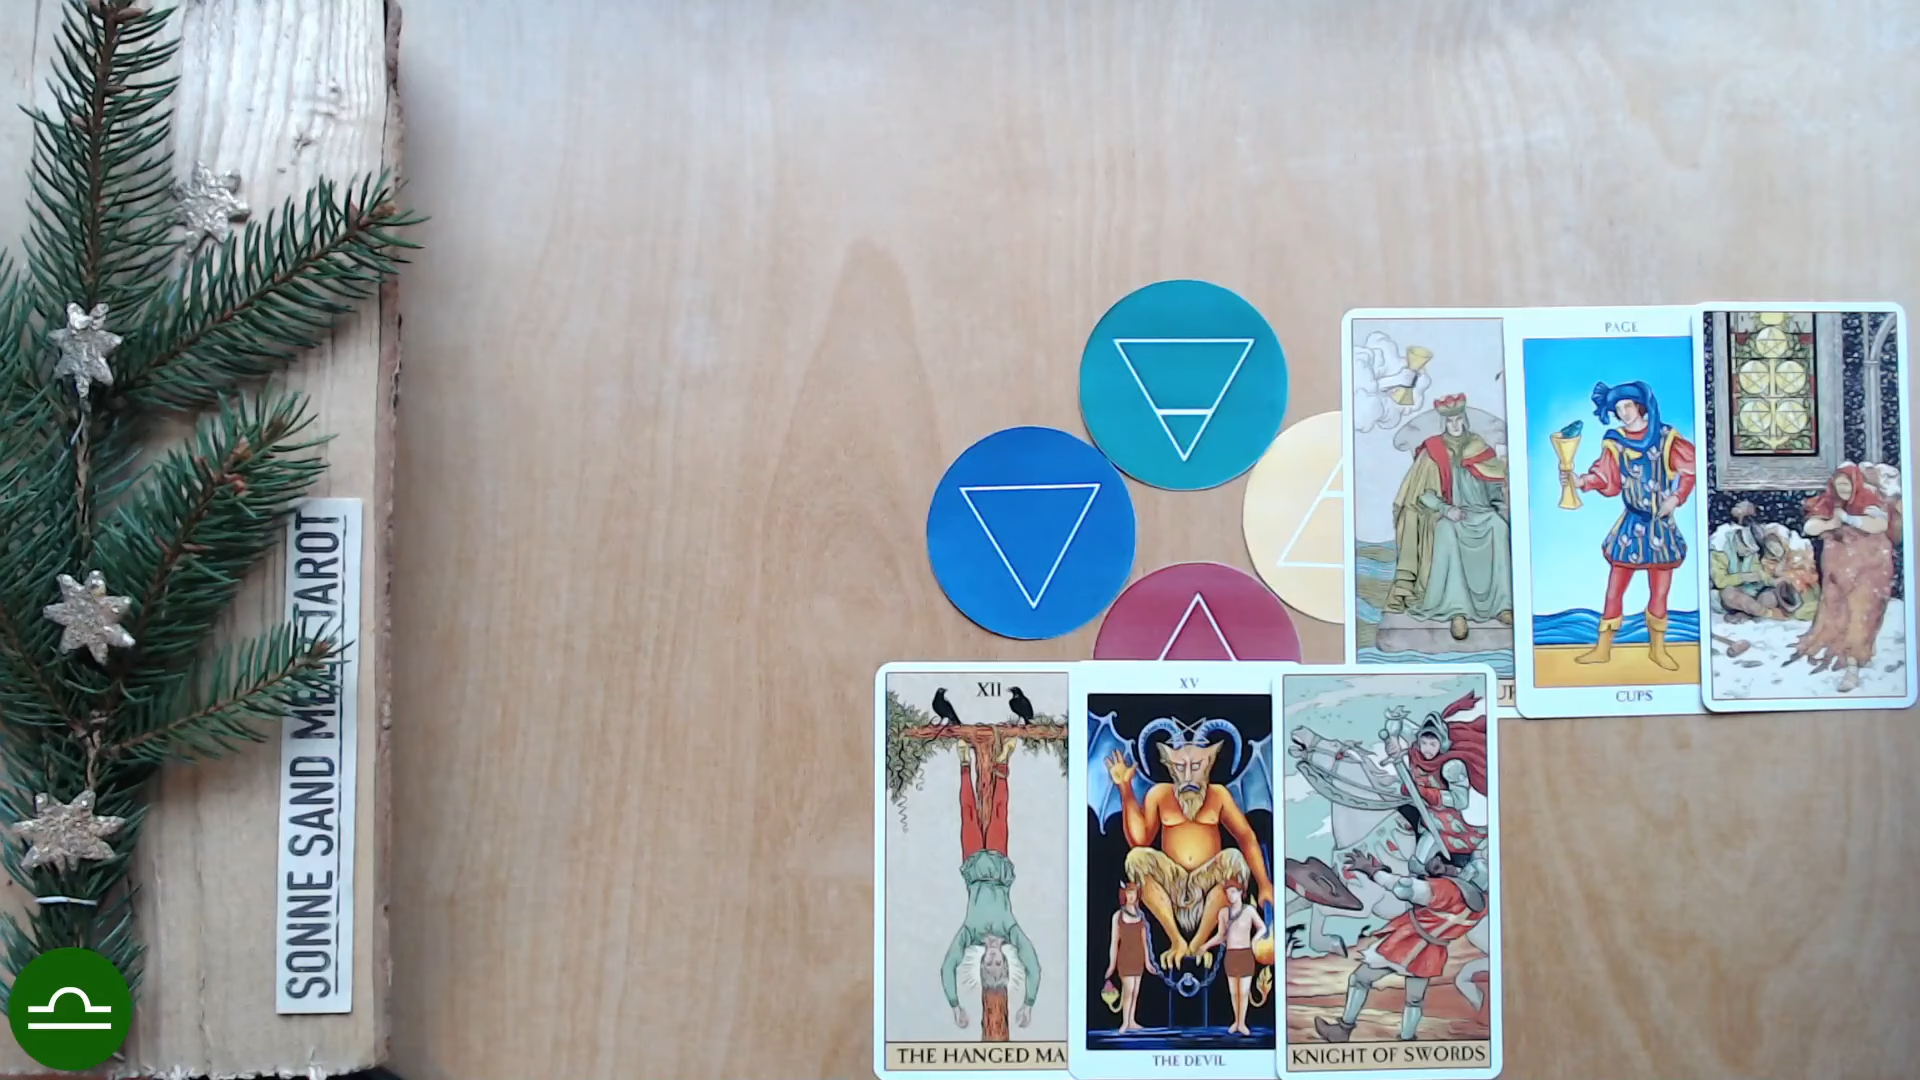 SONNE SAND MEER TAROT
PAGE
CUPS
XII
THE HANGED MA
XV
THE DEVIL
KNIGHT OF SWORDS